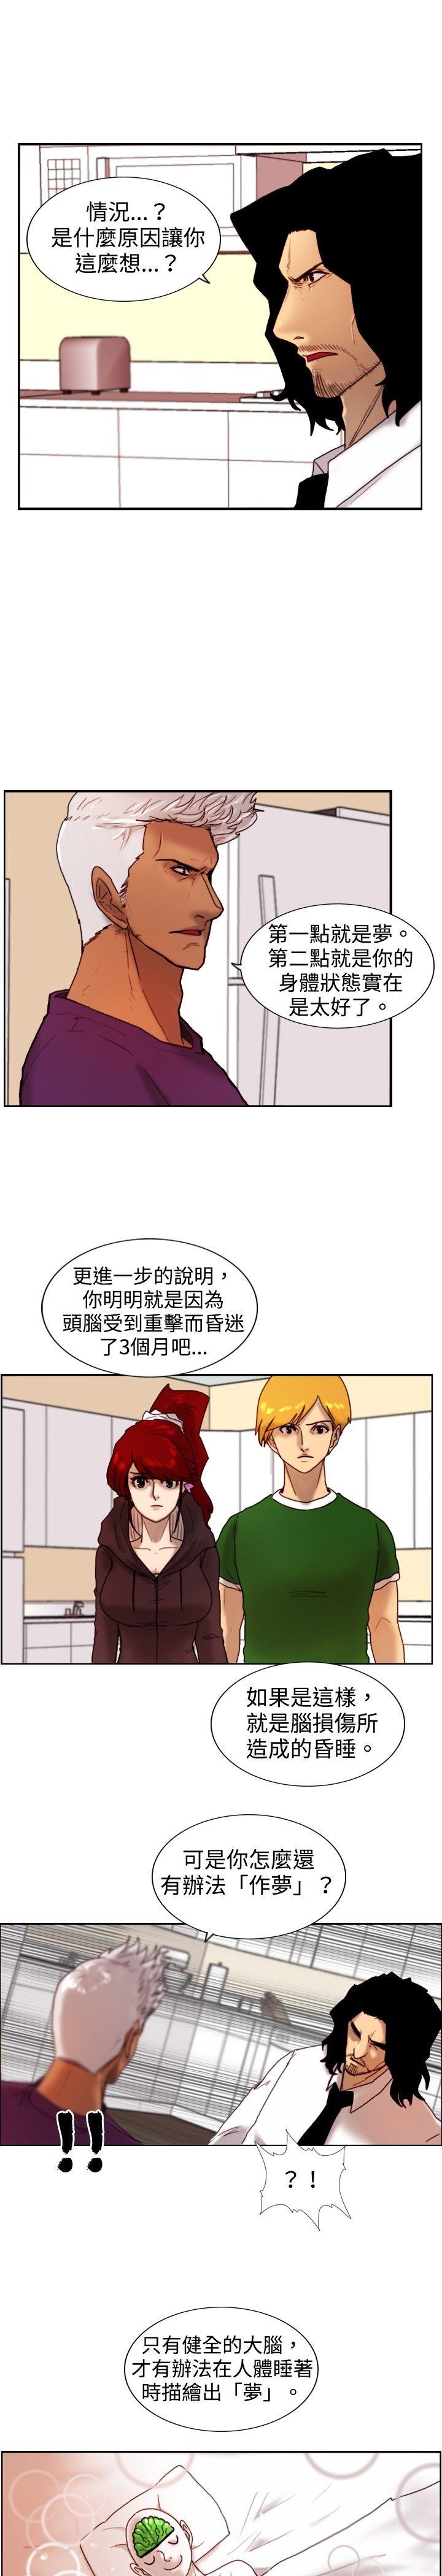 情況...？
是什麼原因讓你
這麼想...？
第一點就是夢。
第二點就是你的
身體狀態實在
是太好了。
更進一步的說明，
你明明就是因為
頭腦受到重擊而昏迷
了3個月吧...
如果是這樣，
就是腦損傷所
造成的昏睡。
可是你怎麼還
有辦法「作夢」？
!!
？！
只有健全的大腦，
才有辦法在人體睡著
時描繪出「夢」。